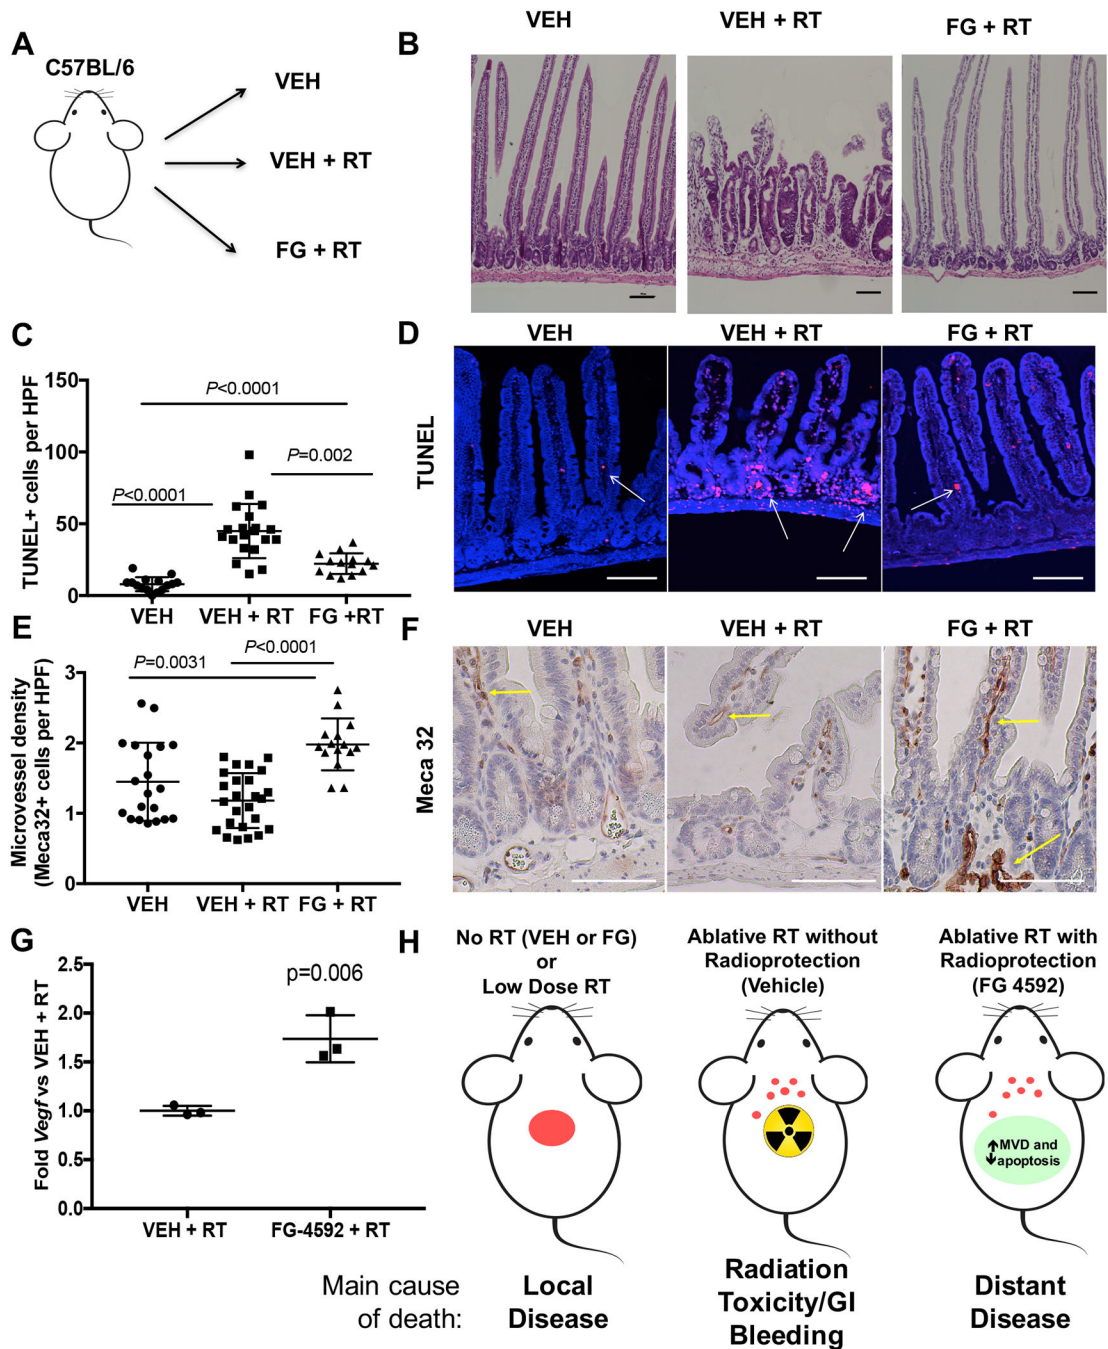 A
C57BL/6
VEH
VEH + RT
FG + RT
B
VEH
VEH + RT
FG + RT
C
TUNEL+ cells per HPF
150
100
50
0
P<0.0001
P<0.0001
P=0.002
VEH
VEH + RT
FG +RT
D
VEH
VEH + RT
FG + RT
TUNEL
E
Microvessel density
(Meca32+ cells per HPF)
3
2
1
0
P=0.0031
P<0.0001
VEH
VEH + RT
FG + RT
F
VEH
VEH + RT
FG + RT
Meca 32
G
Fold Vegf vs VEH + RT
2.5
2.0
1.5
1.0
0.5
0.0
p=0.006
VEH + RT
FG-4592 + RT
H
No RT (VEH or FG)
or
Low Dose RT
Ablative RT without
Radioprotection
(Vehicle)
Ablative RT with
Radioprotection
(FG 4592)
MVD and
apoptosis
Main cause
of death:
Local
Disease
Radiation
Toxicity/GI
Bleeding
Distant
Disease